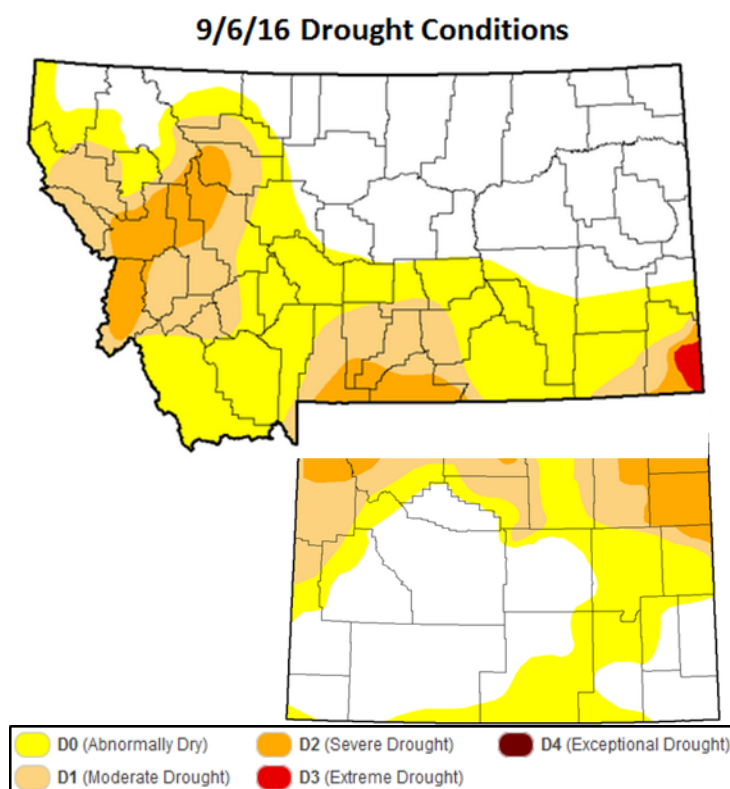 9/6/16 Drought Conditions
D0 (Abnormally Dry) D2 (Severe Drought) D4 (Exceptional Drought)
D1 (Moderate Drought) D3 (Extreme Drought)